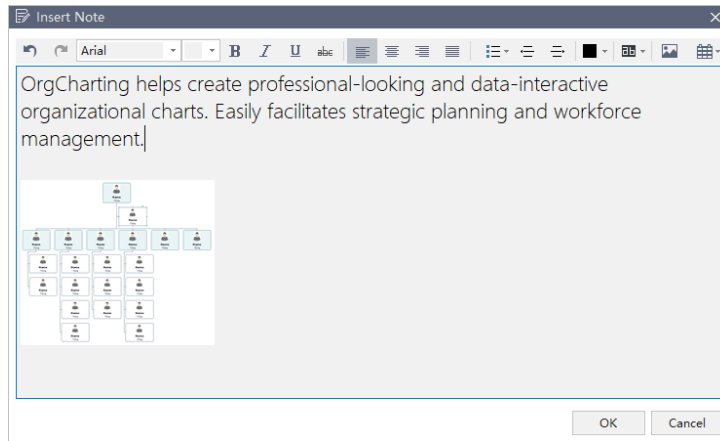 Insert Note
Arial
B I U abc
OrgCharting helps create professional-looking and data-interactive
organizational charts. Easily facilitates strategic planning and workforce
management.
OK Cancel